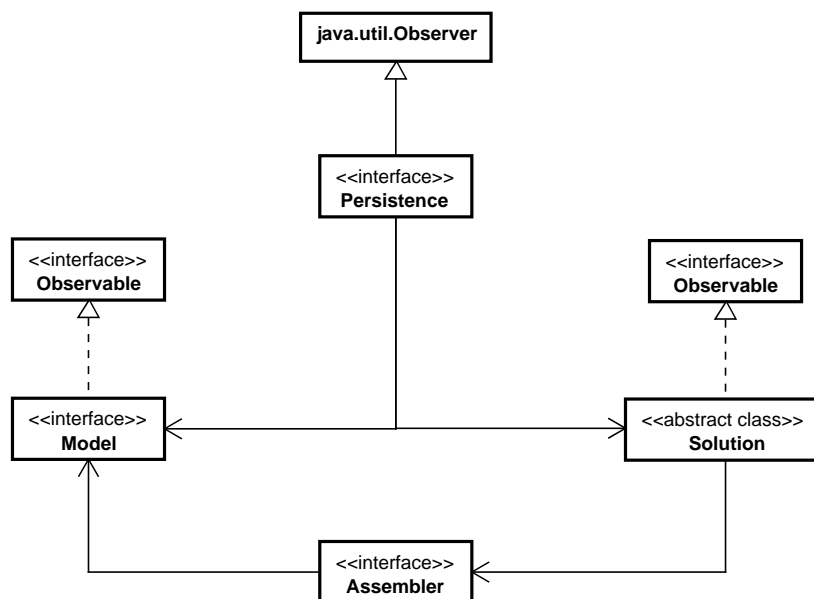 java.util.Observer
<<interface>>
Persistence
<<interface>>
Observable
<<interface>>
Observable
<<interface>>
Model
<<abstract class>>
Solution
<<interface>>
Assembler